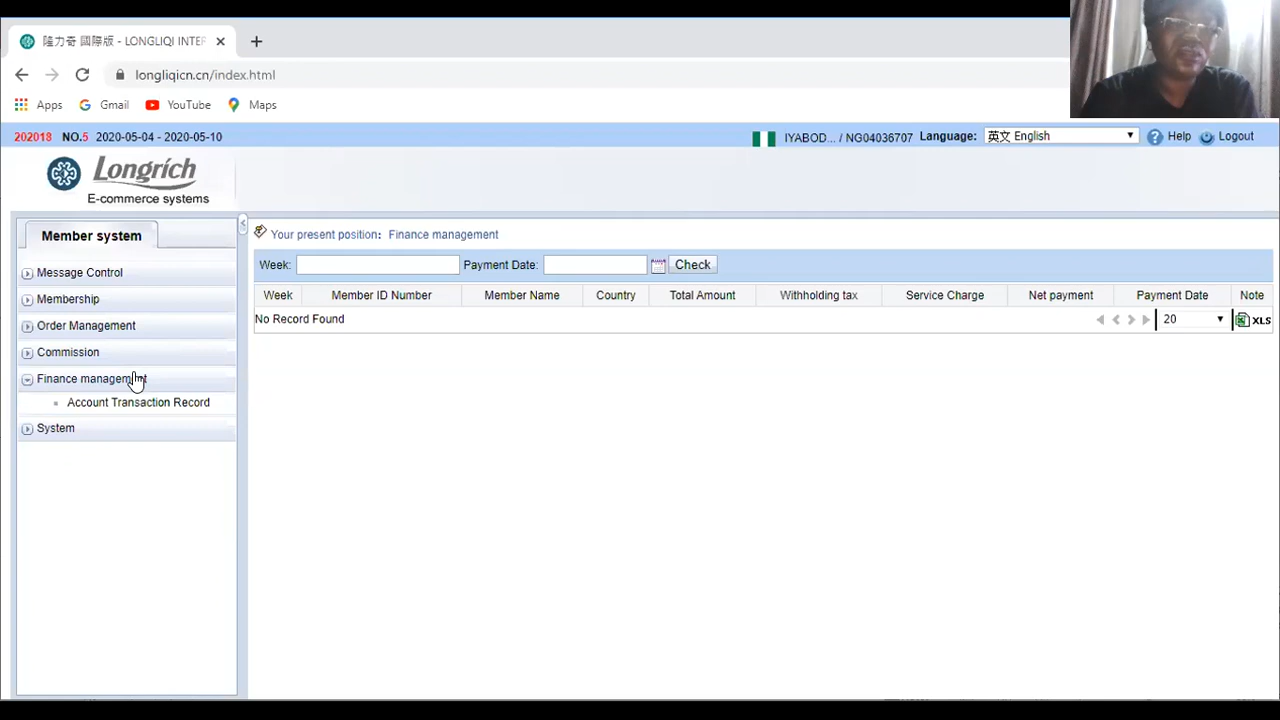 隆力奇 國際版 - LONGLIQI INTER
longliqicn.cn/index.html
Apps Gmail YouTube Maps
202018 NO.5 2020-05-04 - 2020-05-10 IYABOD... / NG04036707 Language: 英文 English Help Logout
Longrich
E-commerce systems
Member system
Your present position: Finance management
Week: Payment Date: Check
Message Control
Membership
Order Management
Commission
Finance management
Account Transaction Record
System
Week Member ID Number Member Name Country Total Amount Withholding tax Service Charge Net payment Payment Date Note
No Record Found 20 XLS